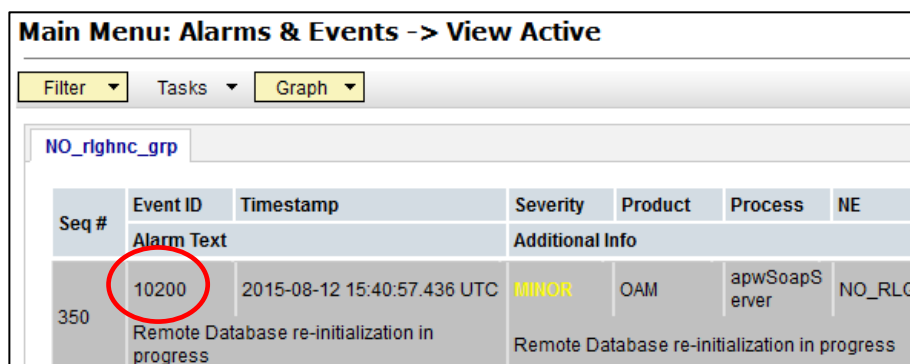 Main Menu: Alarms & Events -> View Active
Filter Tasks Graph
NO_rlghnc_grp
Seq # Event ID Timestamp Severity Product Process NE
Alarm Text Additional Info
350 10200 2015-08-12 15:40:57.436 UTC MINOR OAM apwSoapS
erver NO_RLG
Remote Database re-initialization in
progress Remote Database re-initialization in progress